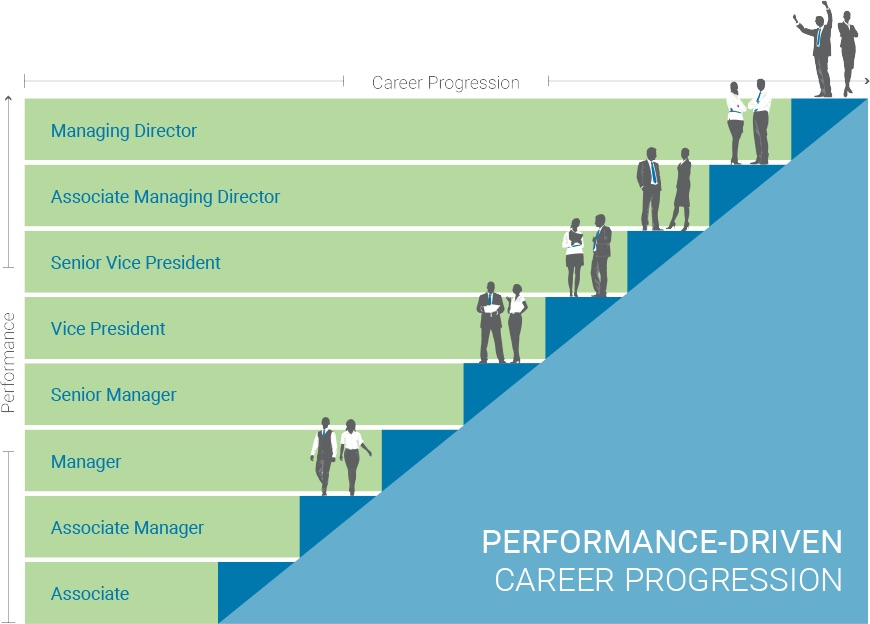 Career Progression
Managing Director
Associate Managing Director
Senior Vice President
Vice President
Performance
Senior Manager
Manager
Associate Manager
Associate
PERFORMANCE-DRIVEN
CAREER PROGRESSION